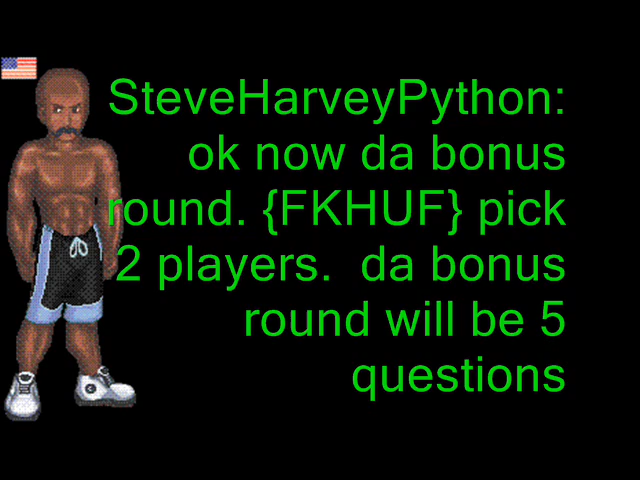 SteveHarveyPython:
ok now da bonus
round. {FKHUF} pick
2 players.  da bonus
round will be 5
questions